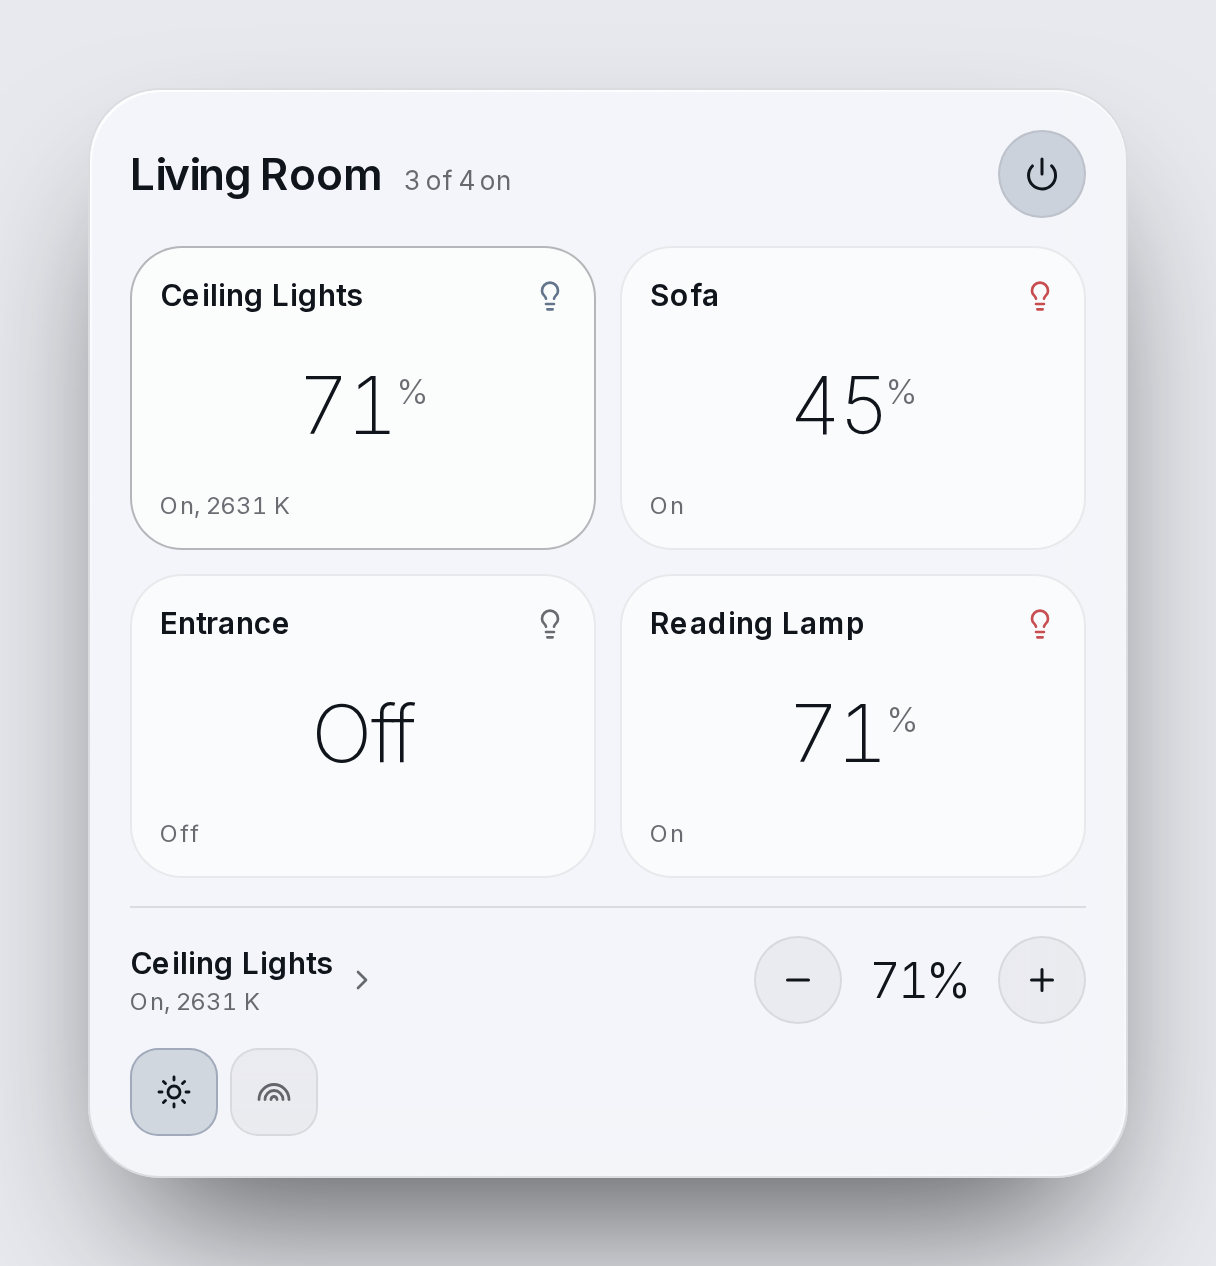 Living Room 3 of 4 on
Ceiling Lights
71%
On, 2631 K
Sofa
45%
On
Entrance
Off
Off
Reading Lamp
71%
On
Ceiling Lights
On, 2631 K
71%